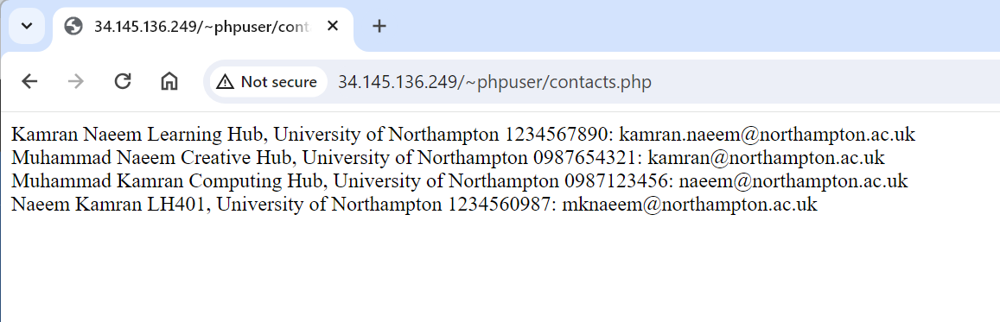 34.145.136.249/~phpuser/cont
Not secure 34.145.136.249/~phpuser/contacts.php
Kamran Naeem Learning Hub, University of Northampton 1234567890: kamran.naeem@northampton.ac.uk
Muhammad Naeem Creative Hub, University of Northampton 0987654321: kamran@northampton.ac.uk
Muhammad Kamran Computing Hub, University of Northampton 0987123456: naeem@northampton.ac.uk
Naeem Kamran LH401, University of Northampton 1234560987: mknaeem@northampton.ac.uk